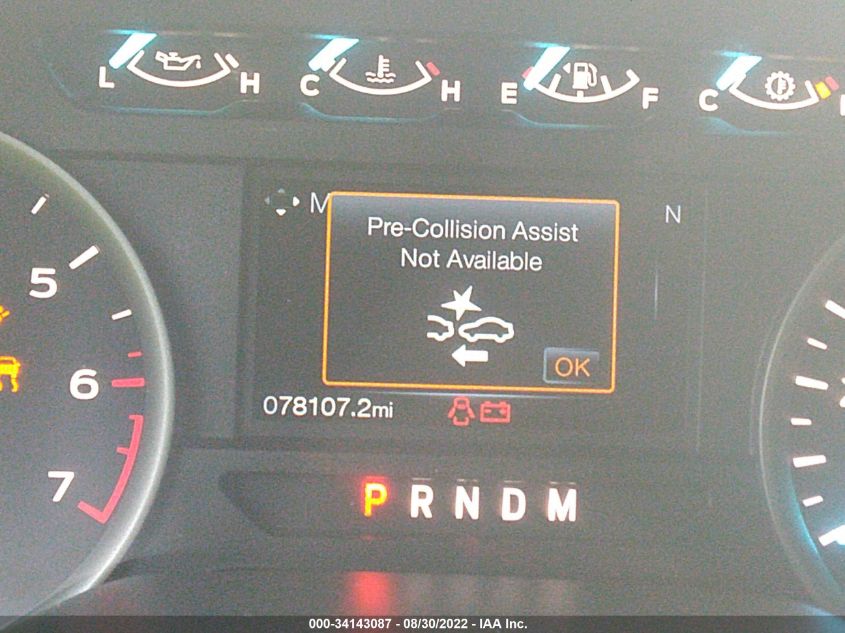 L H C H E F C
M
N
Pre-Collision Assist
Not Available
5
OK
6
078107.2mi
7
P R N D M
000-34143087 - 08/30/2022 - IAA Inc.